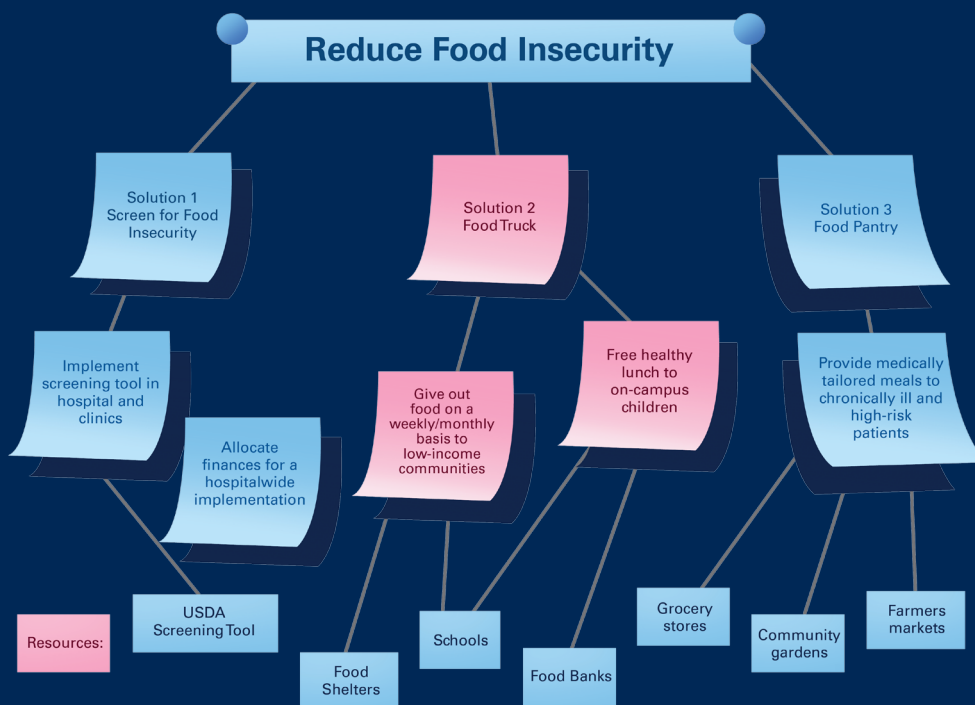 Reduce Food Insecurity
Solution 1
Screen for Food
Insecurity
Solution 2
Food Truck
Solution 3
Food Pantry
Implement
screening tool in
hospital and
clinics
Allocate
finances for a
hospitalwide
implementation
Give out
food on a
weekly/monthly
basis to
low-income
communities
Free healthy
lunch to
on-campus
children
Provide medically
tailored meals to
chronically ill and
high-risk
patients
Resources:
USDA
Screening Tool
Food
Shelters
Schools
Food Banks
Grocery
stores
Community
gardens
Farmers
markets